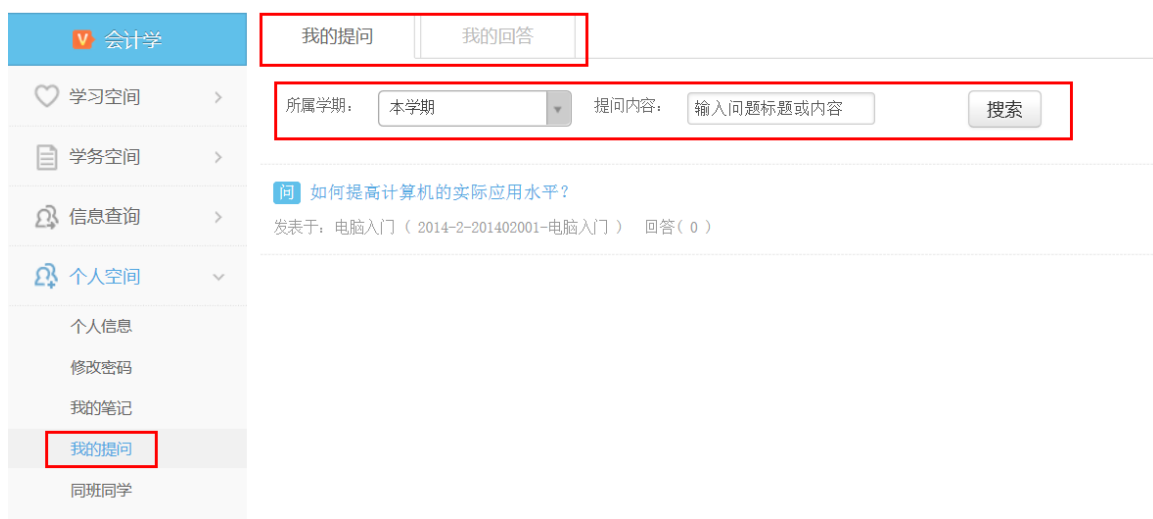 会计学
我的提问 我的回答
学习空间
所属学期： 本学期 提问内容： 输入问题标题或内容 搜索
学务空间
问 如何提高计算机的实际应用水平？
信息查询
发表于：电脑入门（ 2014-2-201402001-电脑入门 ） 回答( 0 )
个人空间
个人信息
修改密码
我的笔记
我的提问
同班同学